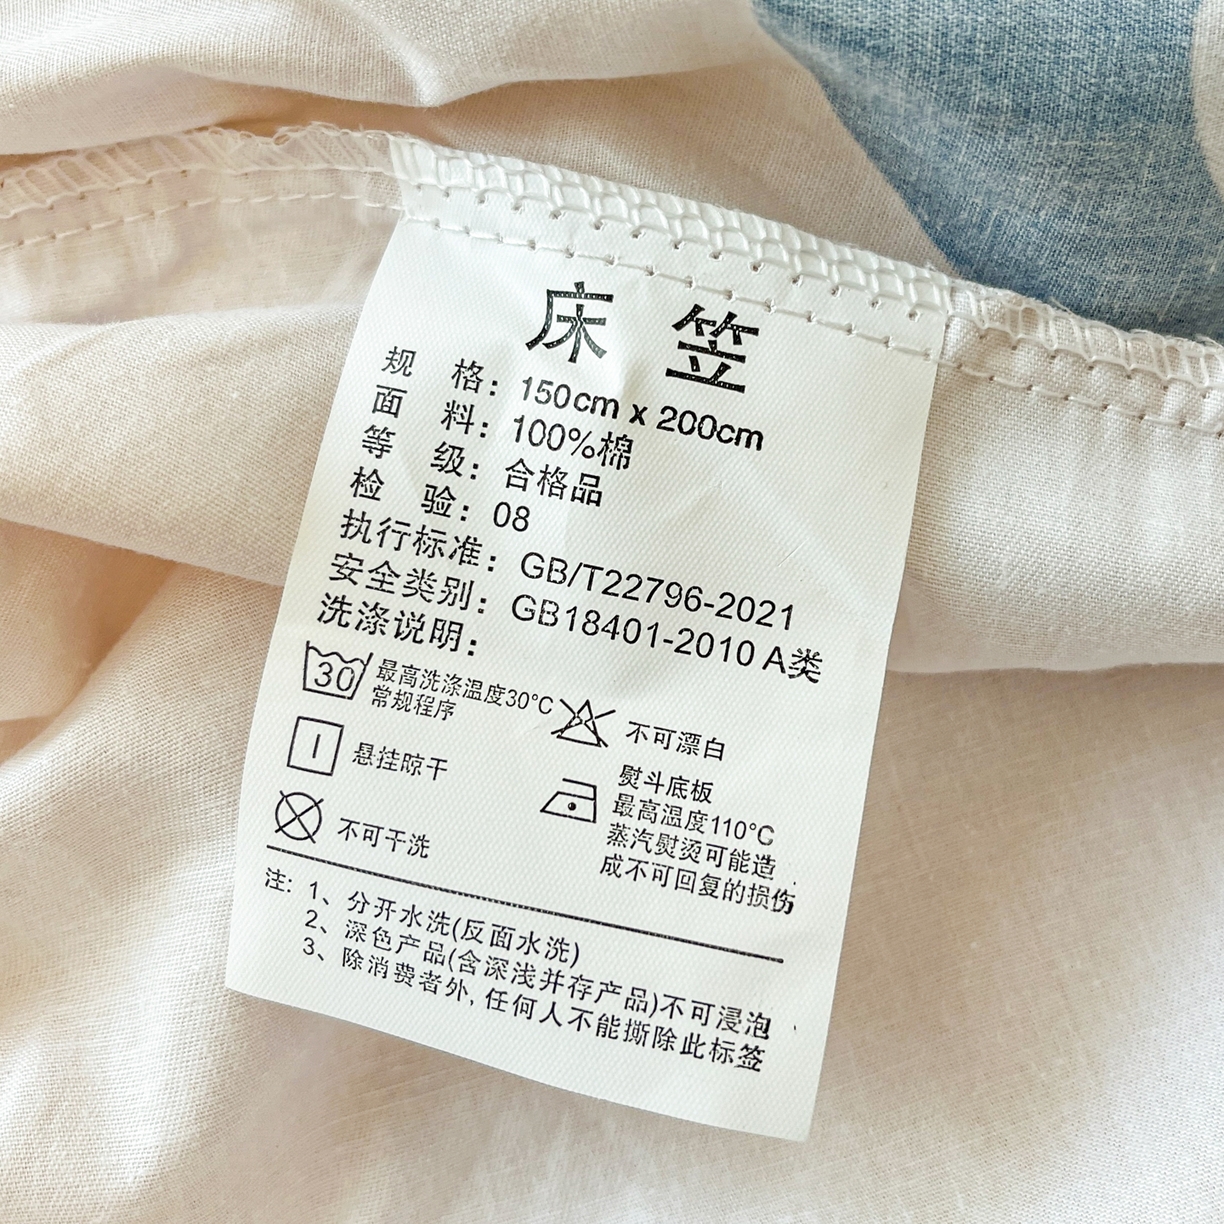 床 笠
规 格：150cm x 200cm
面 料：100%棉
等 级：合格品
检 验：08
执行标准：GB/T22796-2021
安全类别：GB18401-2010 A类
洗涤说明：
30 最高洗涤温度30°C
常规程序
不可漂白
悬挂晾干
熨斗底板
最高温度110°C
蒸汽熨烫可能造
成不可回复的损伤
不可干洗
注：1、分开水洗(反面水洗)
2、深色产品(含深浅并存产品)不可浸泡
3、除消费者外, 任何人不能撕除此标签